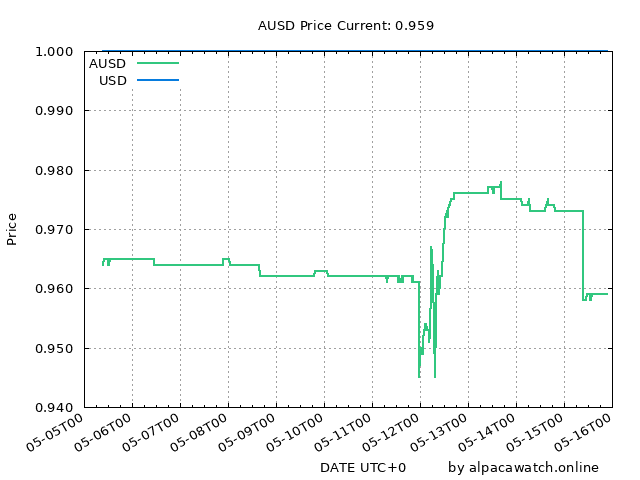 AUSD Price Current: 0.959
1.000
0.990
0.980
0.970
0.960
0.950
0.940
Price
AUSD
USD
05-05T00
05-06T00
05-07T00
05-08T00
05-09T00
05-10T00
05-11T00
05-12T00
05-13T00
05-14T00
05-15T00
05-16T00
DATE UTC+0
by alpacawatch.online